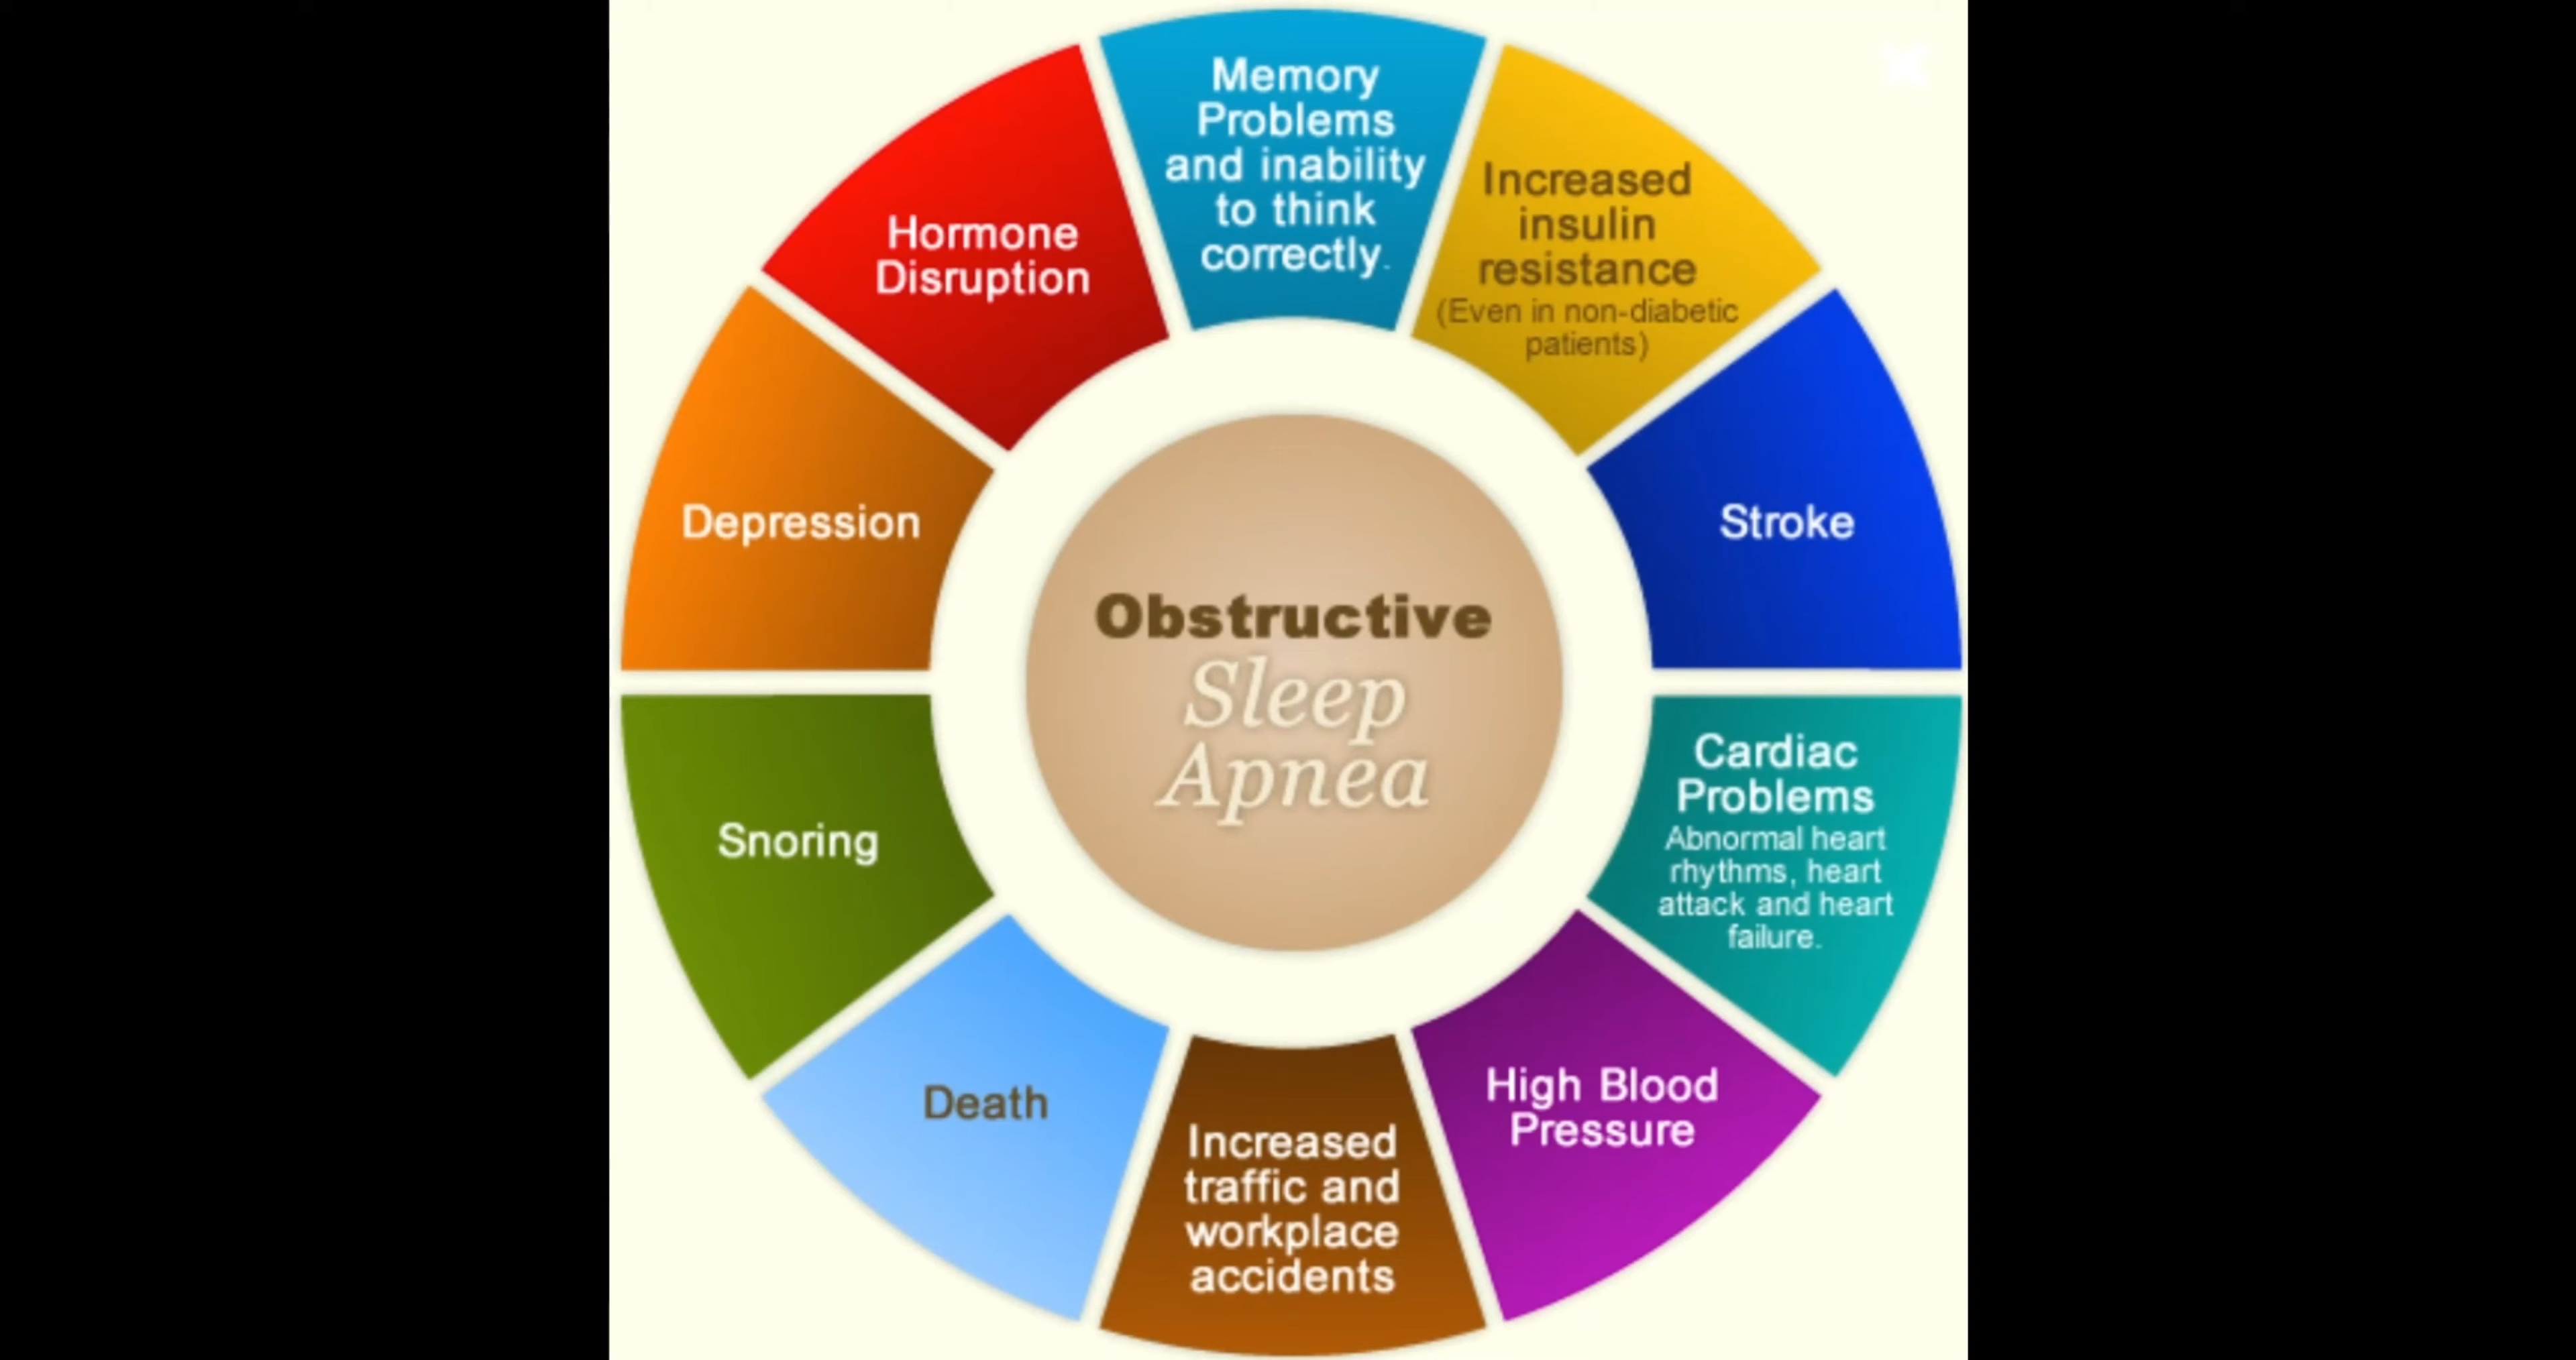 Memory
Problems
and inability
to think
correctly.
Increased
insulin
resistance
(Even in non-diabetic
patients)
Stroke
Cardiac
Problems
Abnormal heart
rhythms, heart
attack and heart
failure.
High Blood
Pressure
Increased
traffic and
workplace
accidents
Death
Snoring
Depression
Hormone
Disruption
Obstructive
Sleep
Apnea